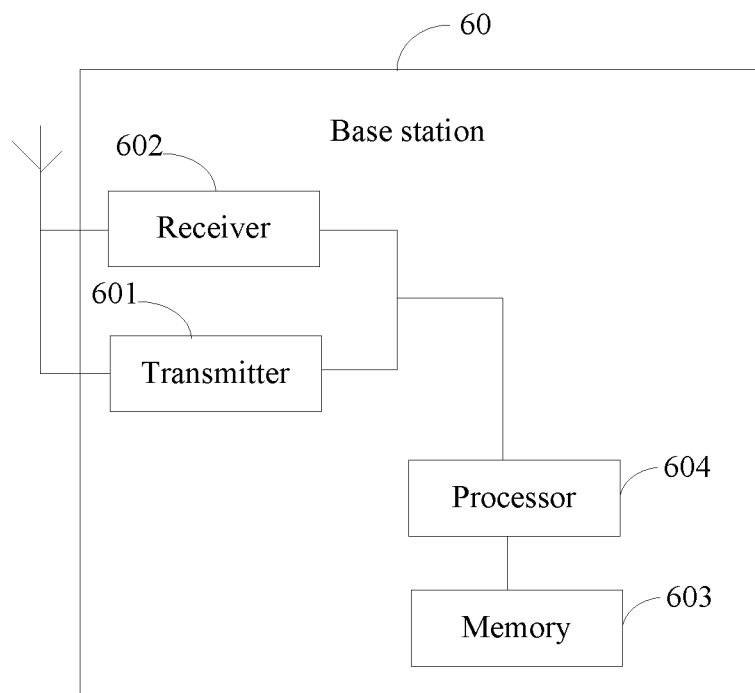 60
Base station
602
Receiver
601
Transmitter
604
Processor
603
Memory